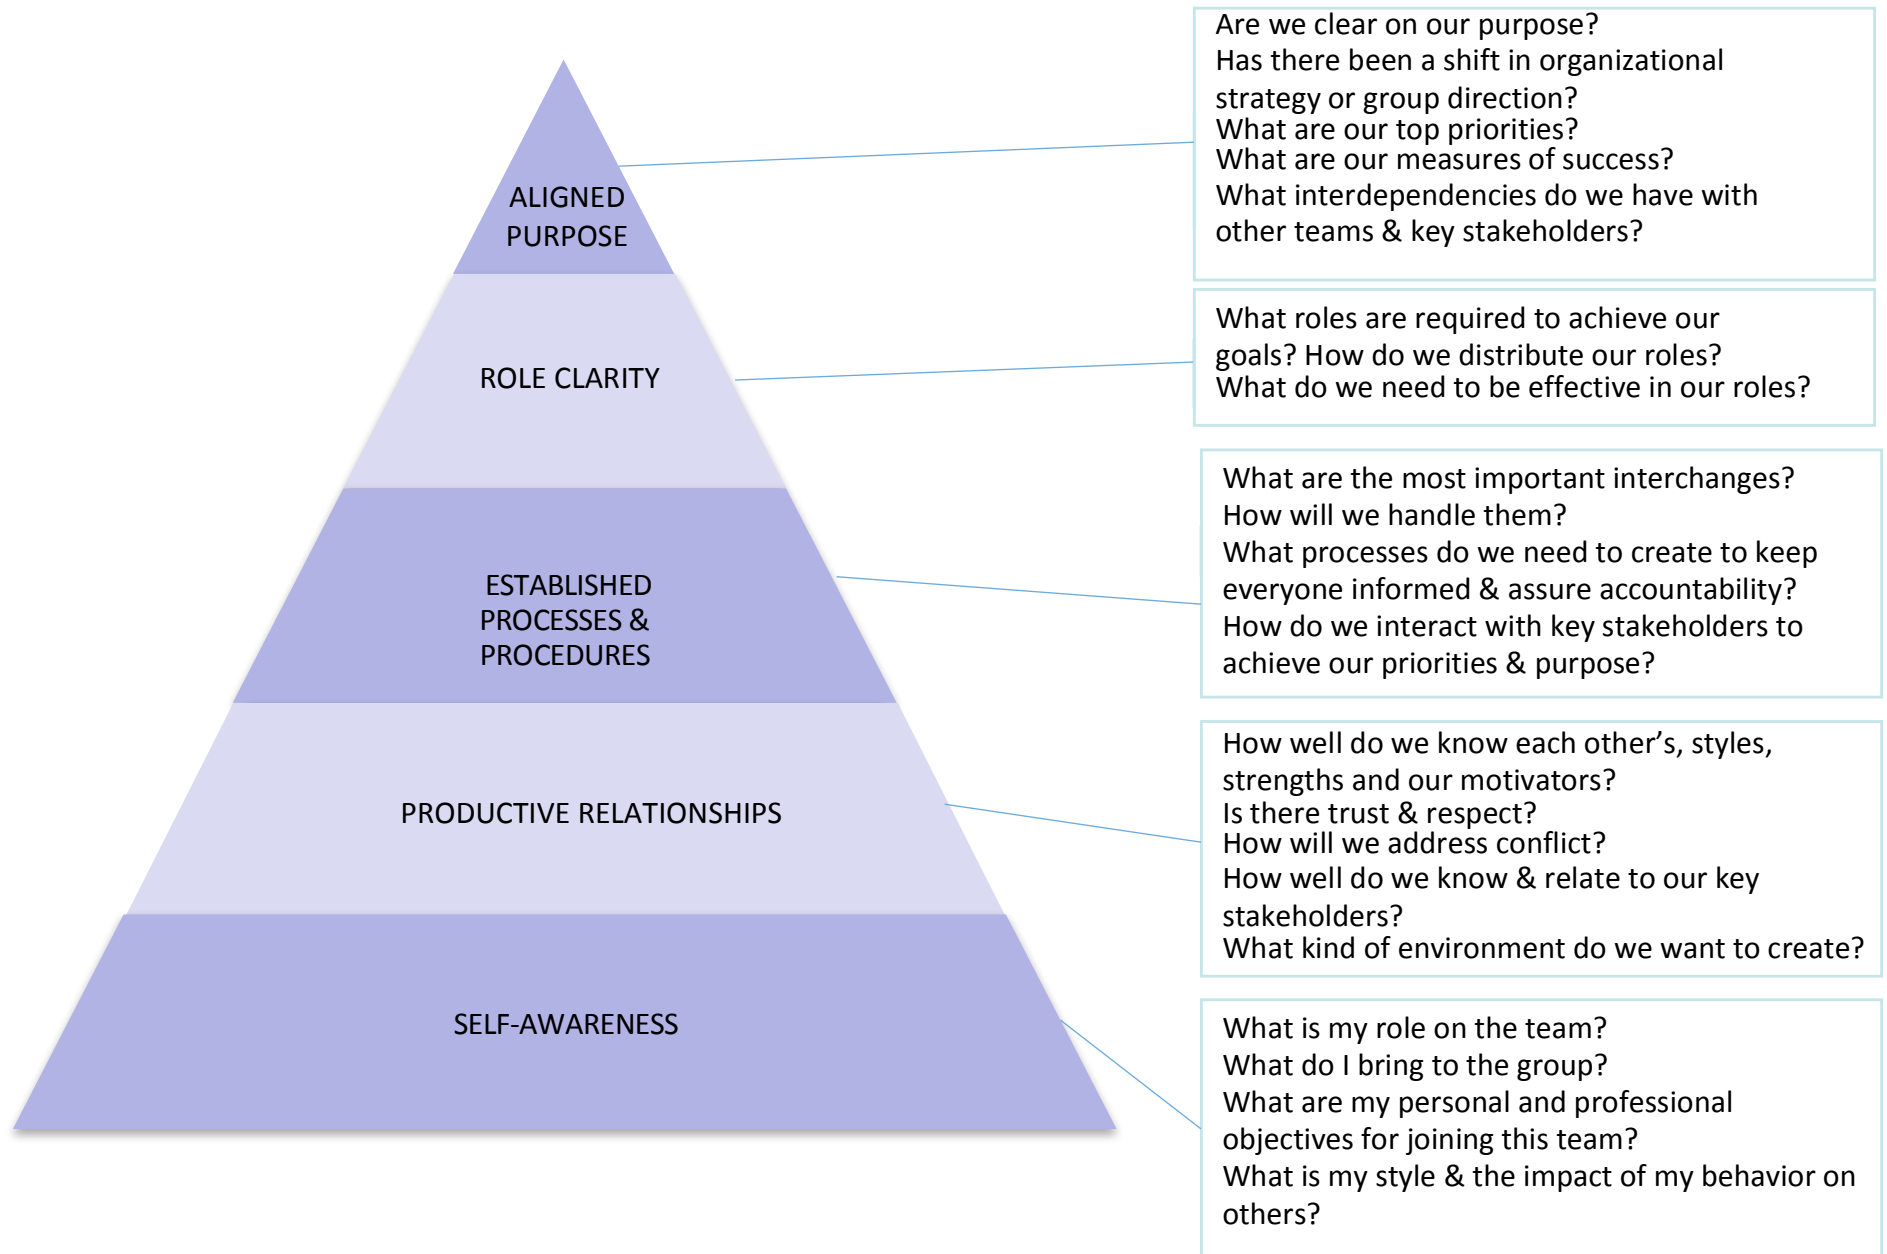 ALIGNED
PURPOSE
Are we clear on our purpose?
Has there been a shift in organizational
strategy or group direction?
What are our top priorities?
What are our measures of success?
What interdependencies do we have with
other teams & key stakeholders?
ROLE CLARITY
What roles are required to achieve our
goals? How do we distribute our roles?
What do we need to be effective in our roles?
ESTABLISHED
PROCESSES &
PROCEDURES
What are the most important interchanges?
How will we handle them?
What processes do we need to create to keep
everyone informed & assure accountability?
How do we interact with key stakeholders to
achieve our priorities & purpose?
PRODUCTIVE RELATIONSHIPS
How well do we know each other’s, styles,
strengths and our motivators?
Is there trust & respect?
How will we address conflict?
How well do we know & relate to our key
stakeholders?
What kind of environment do we want to create?
SELF-AWARENESS
What is my role on the team?
What do I bring to the group?
What are my personal and professional
objectives for joining this team?
What is my style & the impact of my behavior on
others?